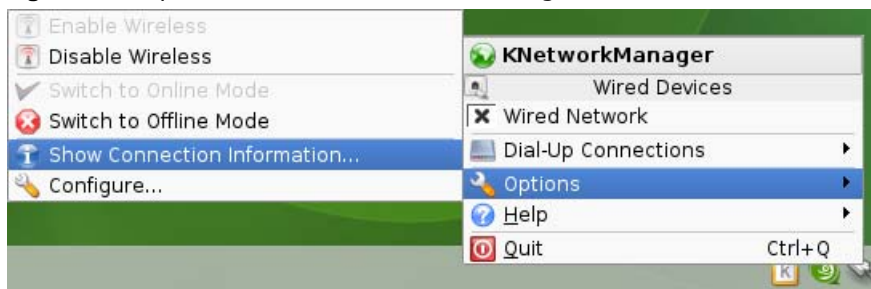 Enable Wireless
Disable Wireless
Switch to Online Mode
Switch to Offline Mode
Show Connection Information...
Configure...
KNetworkManager
Wired Devices
Wired Network
Dial-Up Connections
Options
Help
Quit Ctrl+Q
K